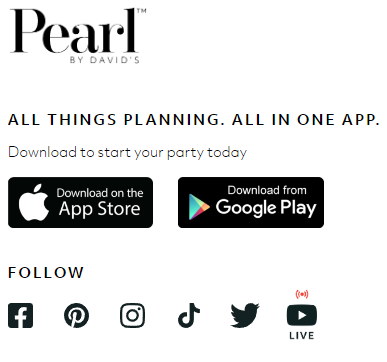 Pearl™
BY DAVID'S
ALL THINGS PLANNING. ALL IN ONE APP.
Download to start your party today
Download on the
App Store
Download from
Google Play
FOLLOW
LIVE